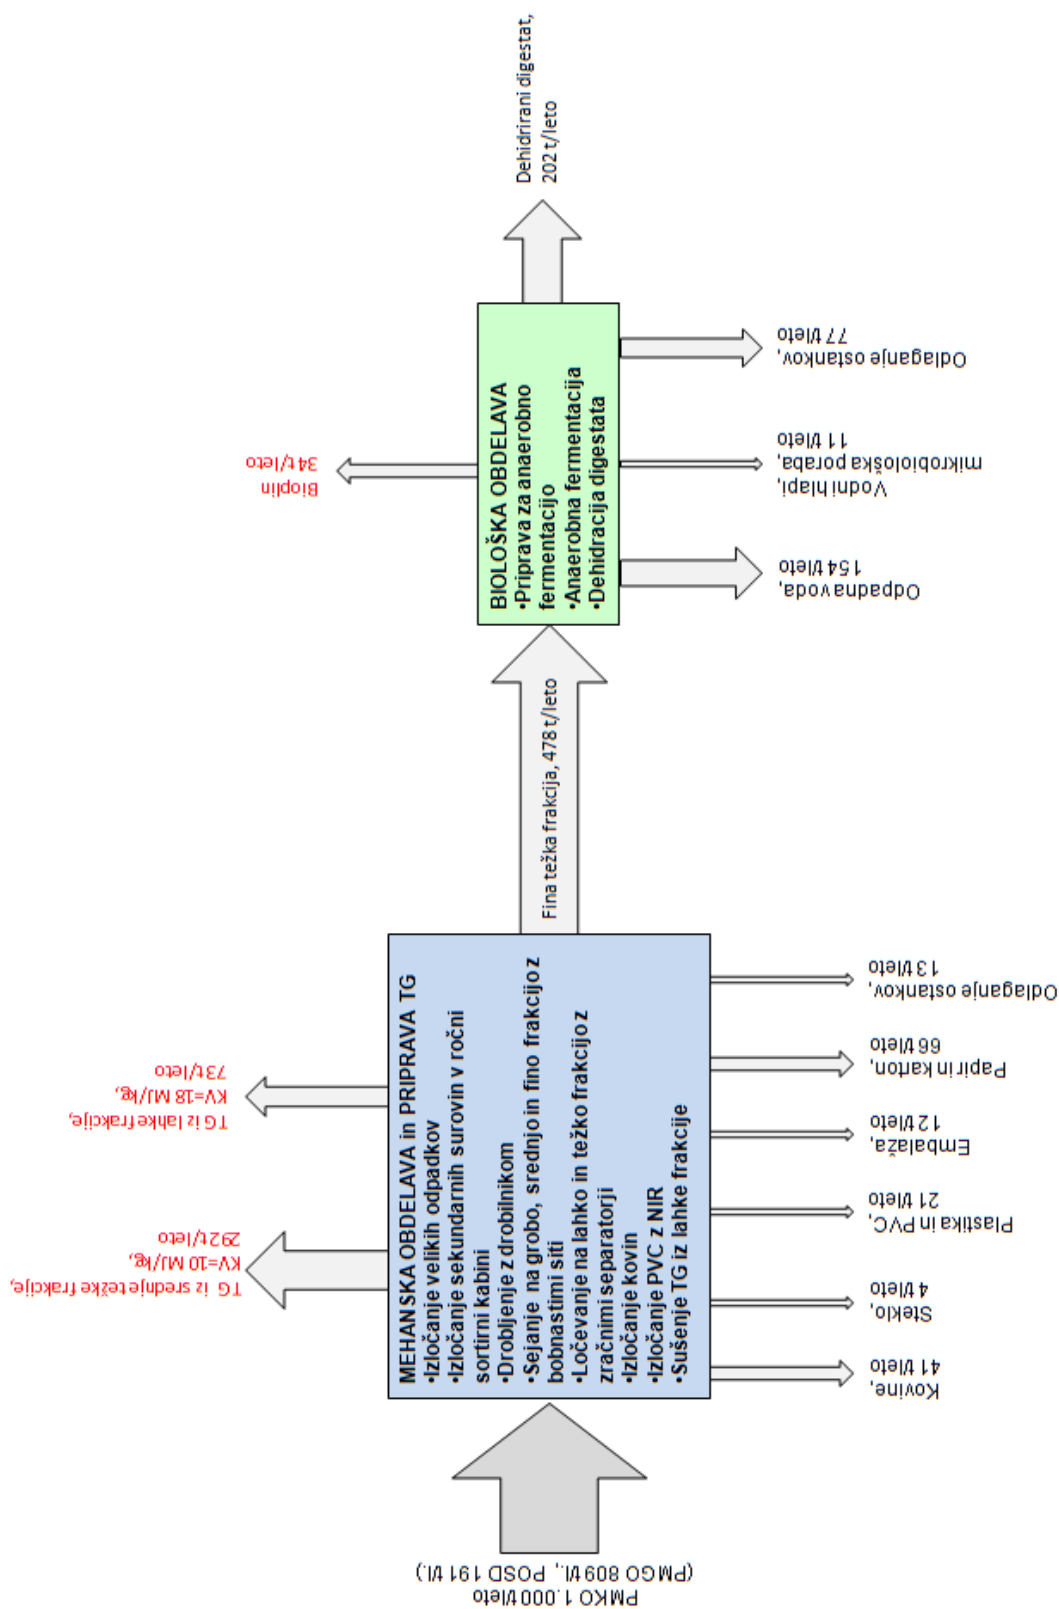 PMKO 1.000t/leto
(PMGO 809t/l., POSD 191t/l.)
MEHANSKA OBDELAVA in PRIPRAVA TG
•Izločanje velikih odpadkov
•Izločanje sekundarnih surovin v ročni
sortirni kabini
•Drobljenje z drobilnikom
•Sejanje na grobo, srednjo in fino frakcijo z
bobnastimi siti
•Ločevanje na lahko in težko frakcijo z
zračnimi separatorji
•Izločanje kovin
•Izločanje PVC z NIR
•Sušenje TG iz lahke frakcije
TG iz srednje težke frakcije,
KV=10 MJ/kg,
292t/leto
TG iz lahke frakcije,
KV=18 MJ/kg,
73t/leto
Kovine,
41 t/leto
Steklo,
4 t/leto
Plastika in PVC,
21 t/leto
Embalaža,
12 t/leto
Papir in karton,
66 t/leto
Odlaganje ostankov,
13 t/leto
Fina težka frakcija, 478 t/leto
BIOLOŠKA OBDELAVA
•Priprava za anaerobno
fermentacijo
•Anaerobna fermentacija
•Dehidracija digestata
Bioplin
34t/leto
Odpadna voda,
154 t/leto
Vodni hlapi,
mikrobiološka poraba,
11 t/leto
Odlaganje ostankov,
77 t/leto
Dehidrirani digestat,
202 t/leto